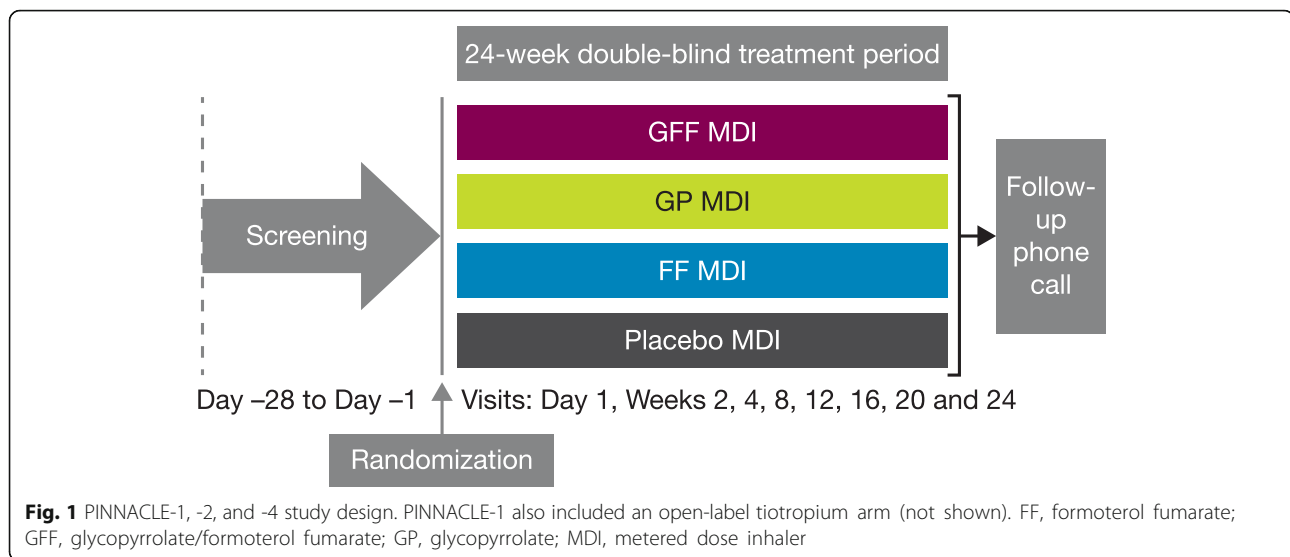 24-week double-blind treatment period
GFF MDI
GP MDI
FF MDI
Placebo MDI
Screening
Follow-
up
phone
call
Day –28 to Day –1
Visits: Day 1, Weeks 2, 4, 8, 12, 16, 20 and 24
Randomization
Fig. 1 PINNACLE-1, -2, and -4 study design. PINNACLE-1 also included an open-label tiotropium arm (not shown). FF, formoterol fumarate;
GFF, glycopyrrolate/formoterol fumarate; GP, glycopyrrolate; MDI, metered dose inhaler